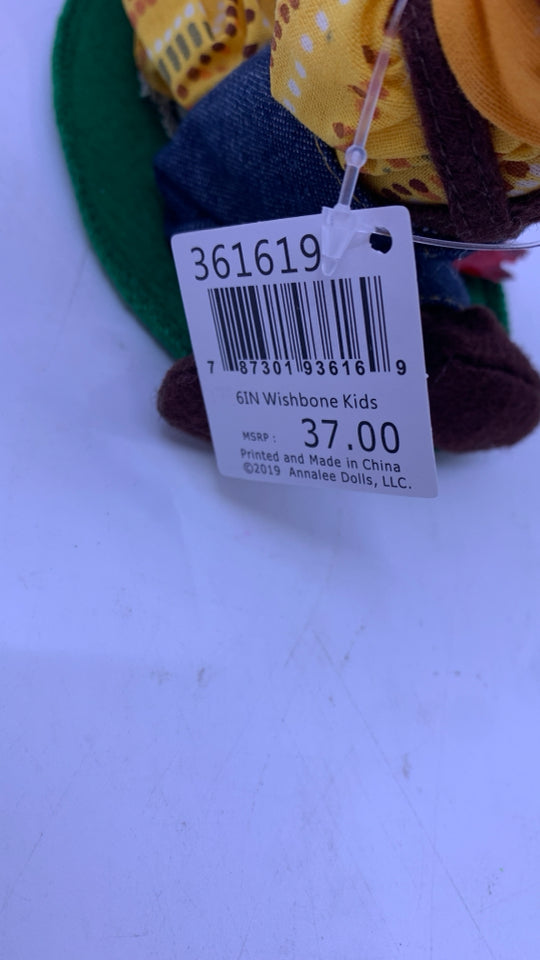 361619
7 87301 93616 9
6IN Wishbone Kids
MSRP : 37.00
Printed and Made in China
©2019 Annalee Dolls, LLC.